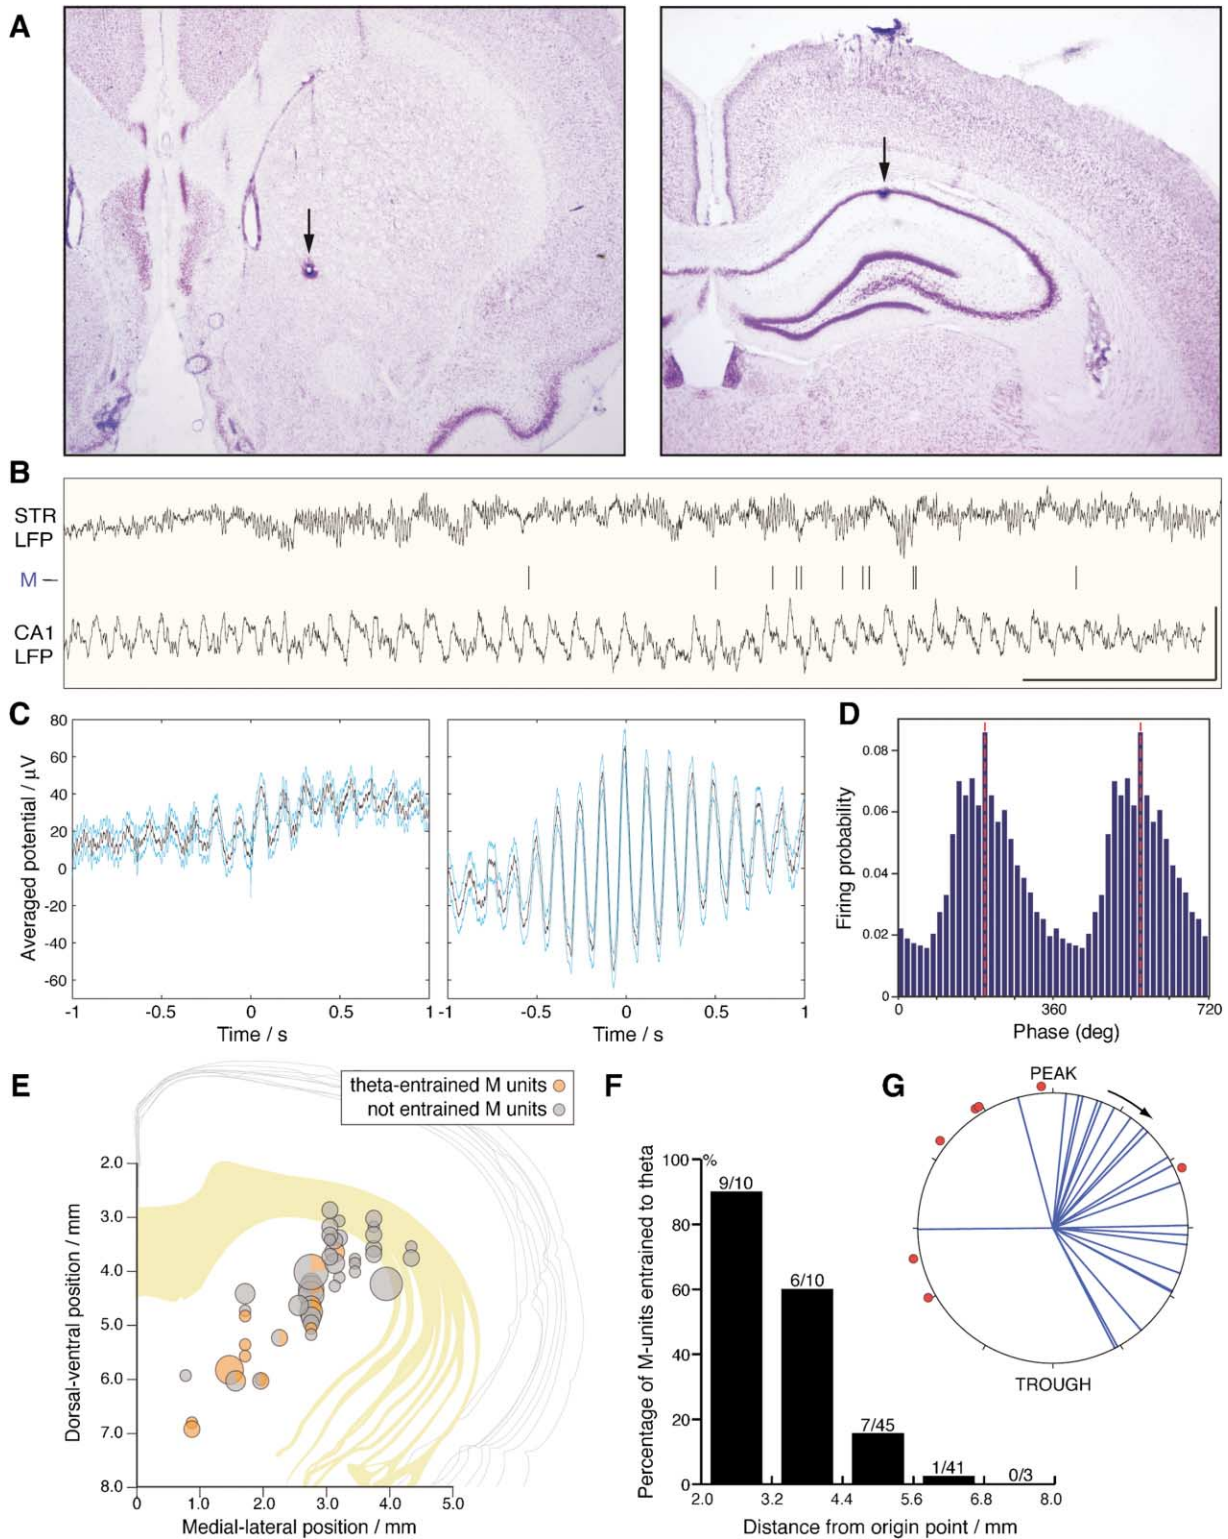 A
B
STR
LFP
M
CA1
LFP
C
80
60
40
20
0
-20
-40
-60
Averaged potential / μV
-1
-0.5
0
0.5
1
Time / s
-1
-0.5
0
0.5
1
Time / s
D
0.08
0.06
0.04
0.02
0
Firing probability
0
360
720
Phase (deg)
E
theta-entrained M units
not entrained M units
2.0
3.0
4.0
5.0
6.0
7.0
8.0
Dorsal-ventral position / mm
0
1.0
2.0
3.0
4.0
5.0
Medial-lateral position / mm
F
100
%
80
60
40
20
0
Percentage of M-units entrained to theta
9/10
6/10
7/45
1/41
0/3
2.0
3.2
4.4
5.6
6.8
8.0
Distance from origin point / mm
G
PEAK
TROUGH